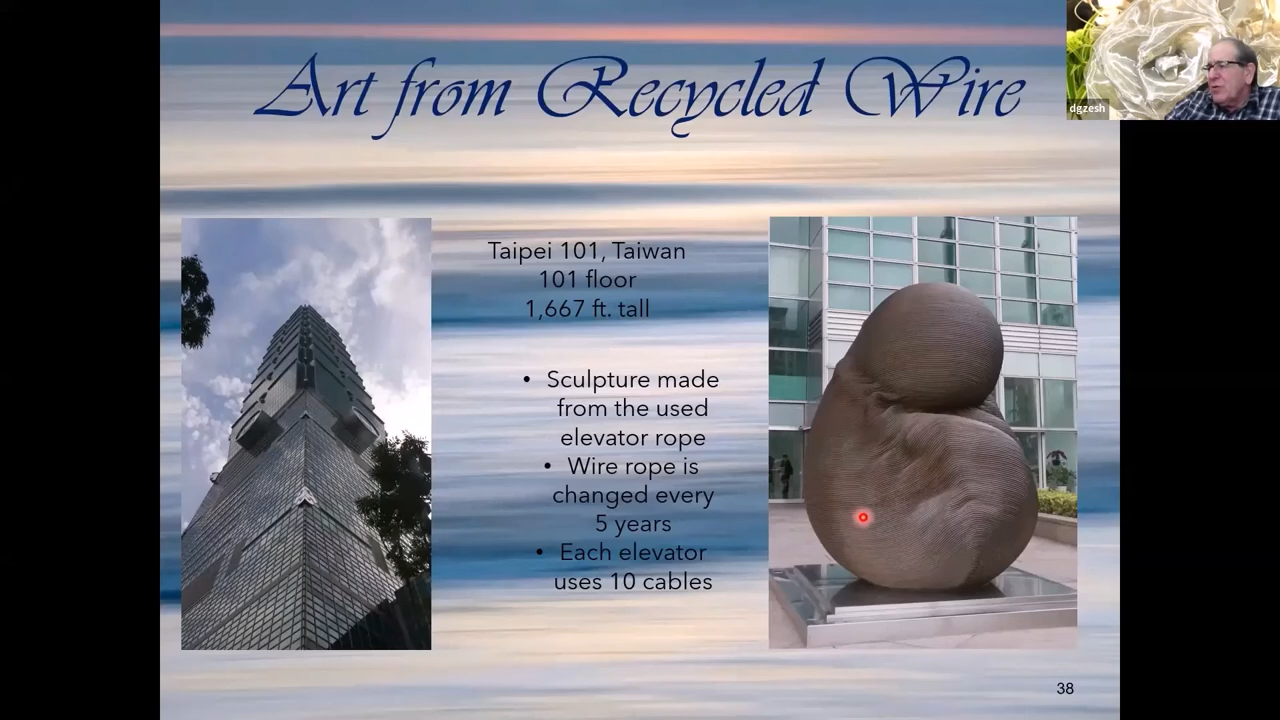 Art from Recycled Wire
dgzesh
Taipei 101, Taiwan
101 floor
1,667 ft. tall
• Sculpture made
from the used
elevator rope
• Wire rope is
changed every
5 years
• Each elevator
uses 10 cables
38